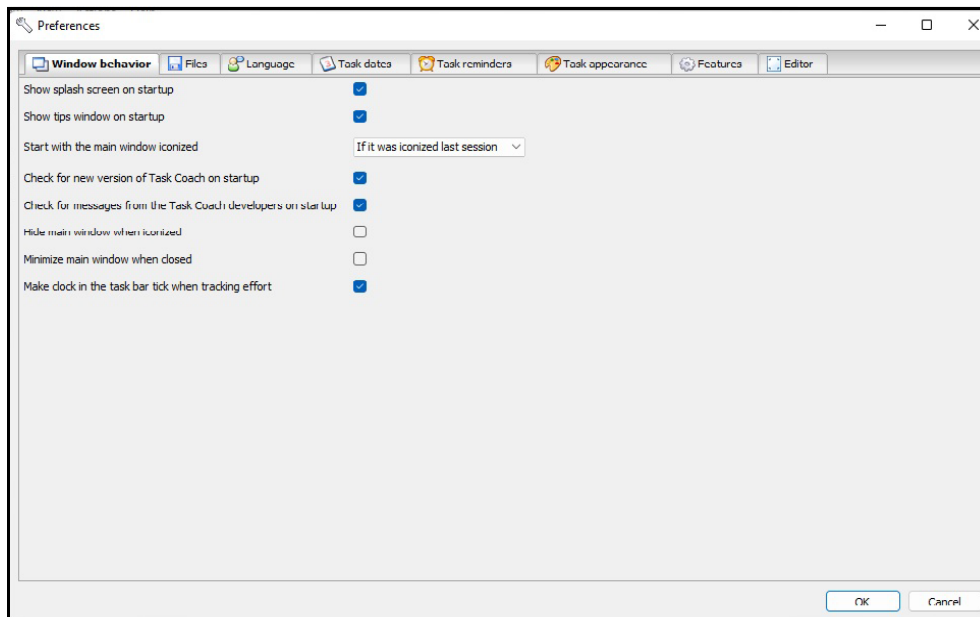 Preferences
Window behavior Files Language Task dates Task reminders Task appearance Features Editor
Show splash screen on startup
Show tips window on startup
Start with the main window iconized If it was iconized last session
Check for new version of Task Coach on startup
Check for messages from the Task Coach developers on startup
Hide main window when iconized
Minimize main window when closed
Make clock in the task bar tick when tracking effort
OK Cancel